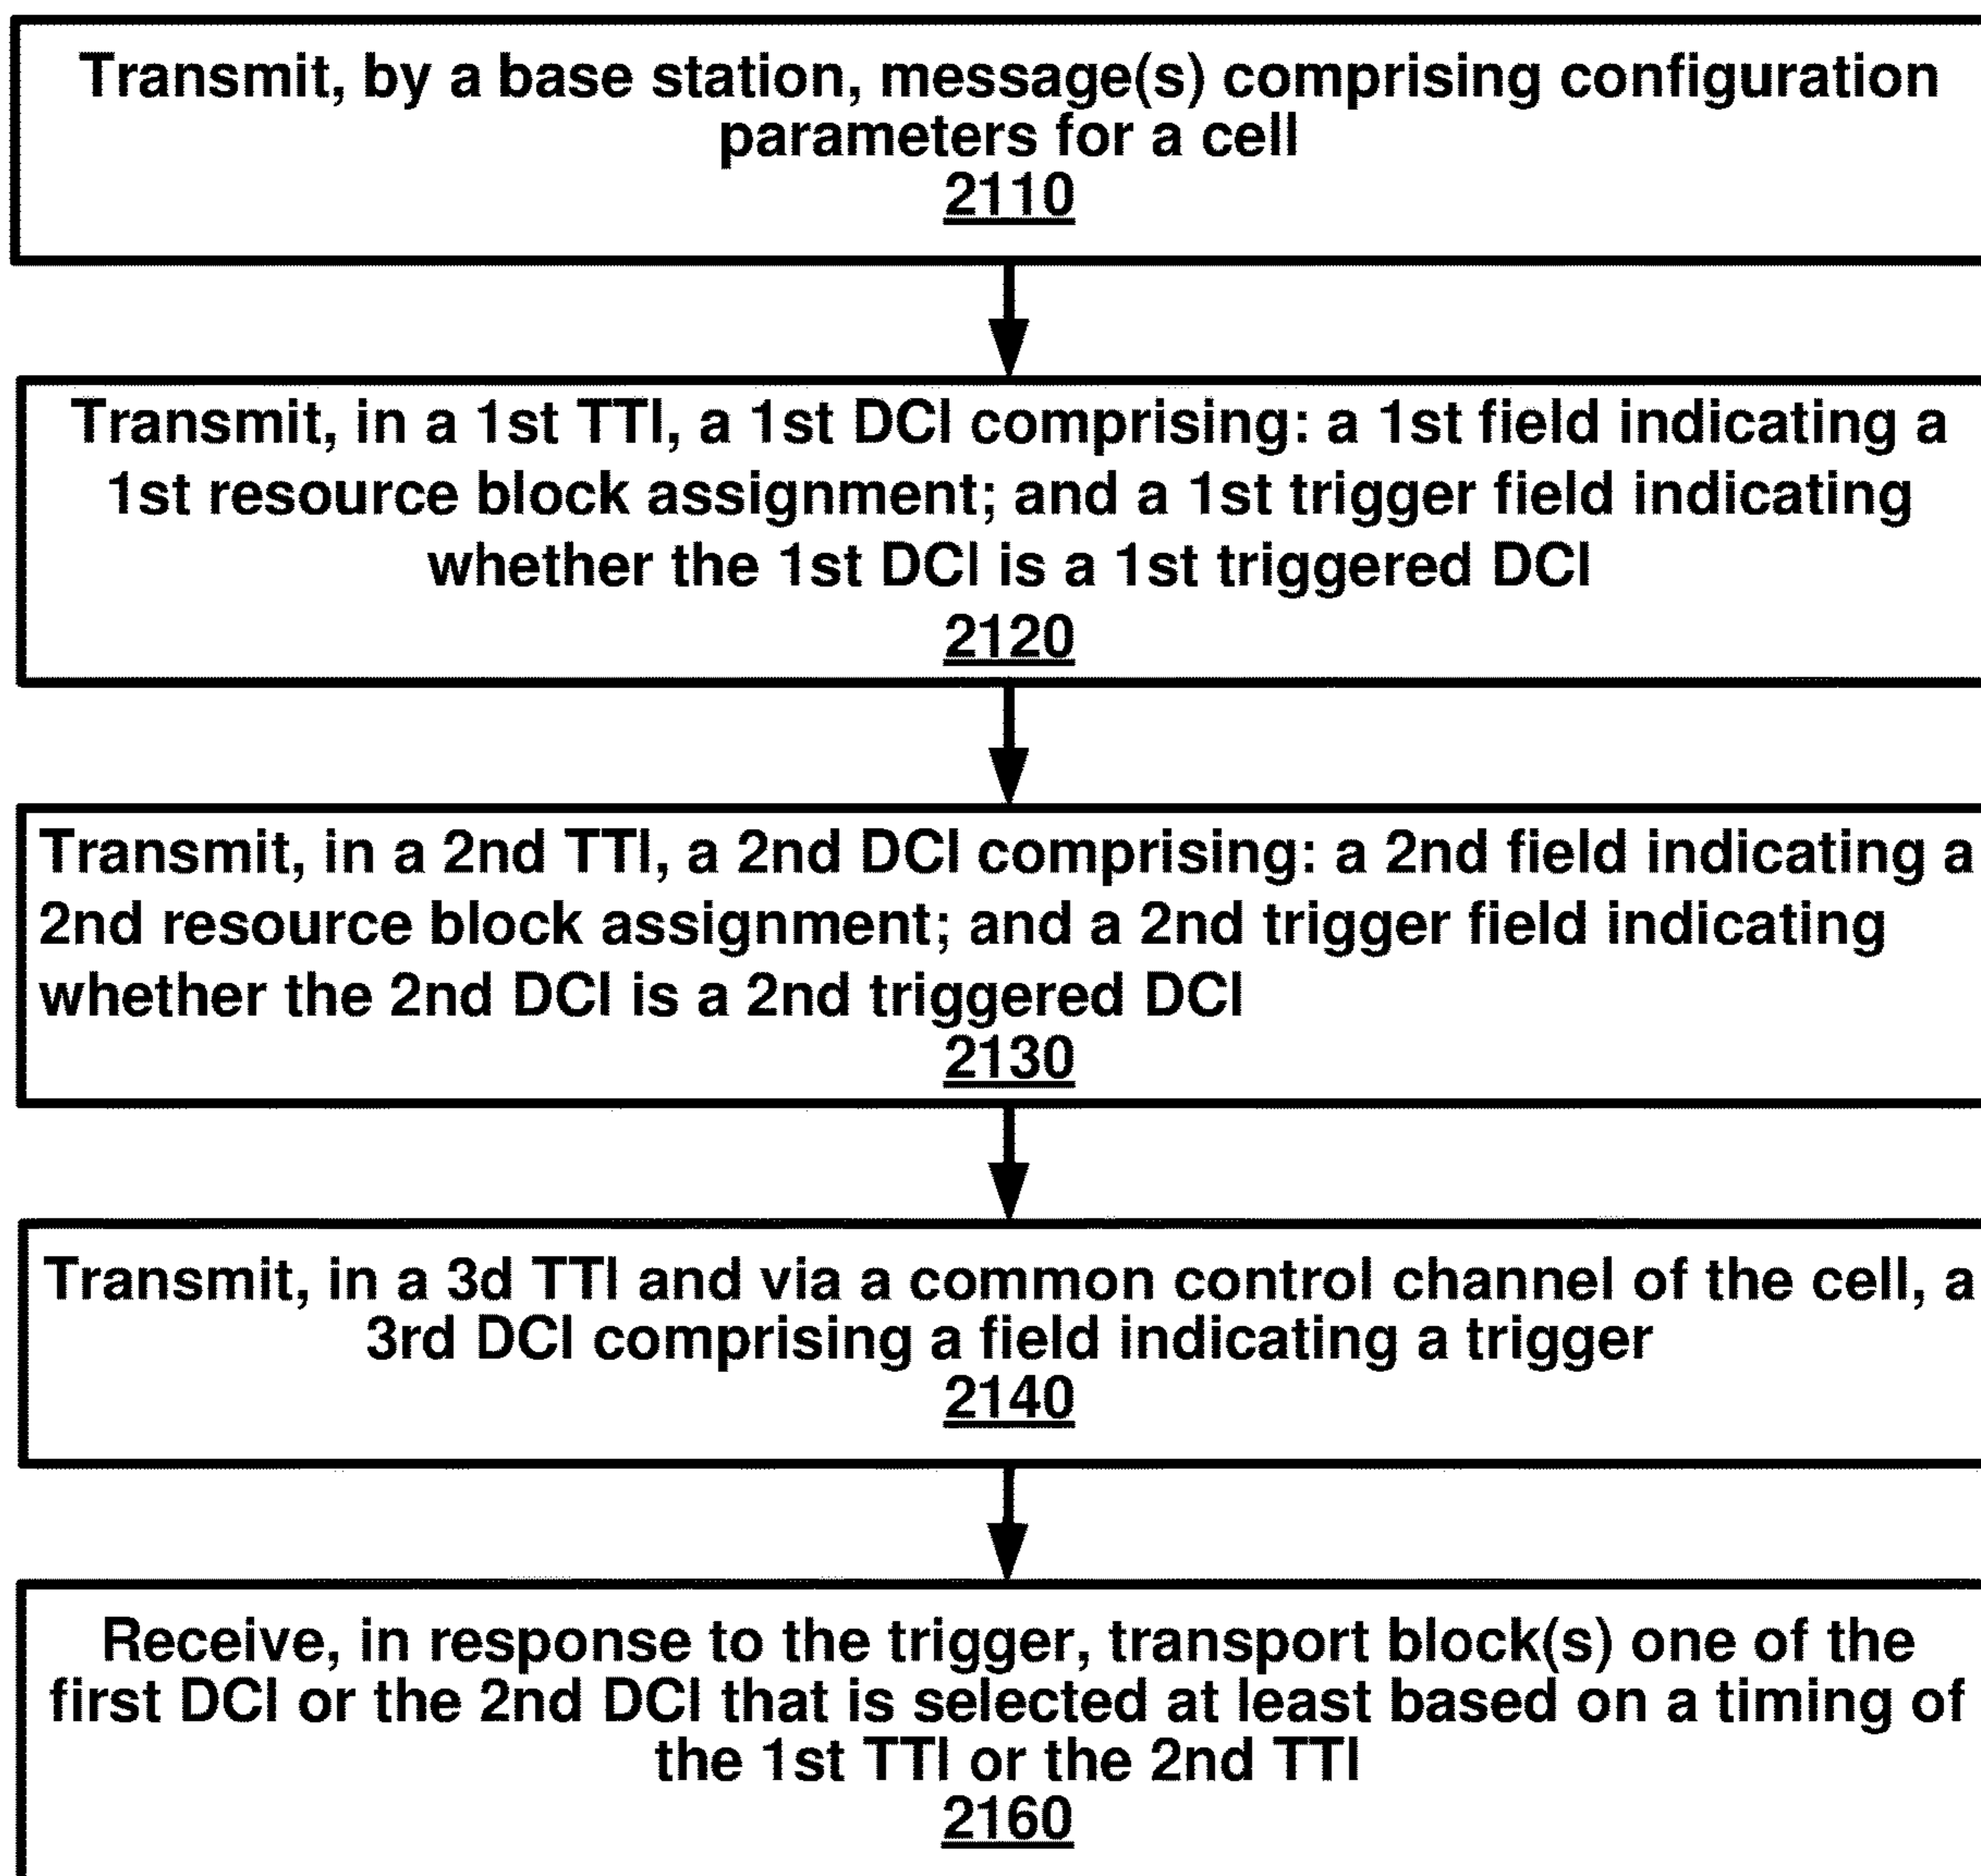 Transmit, by a base station, message(s) comprising configuration
parameters for a cell
2110
Transmit, in a 1st TTI, a 1st DCI comprising: a 1st field indicating a
1st resource block assignment; and a 1st trigger field indicating
whether the 1st DCI is a 1st triggered DCI
2120
Transmit, in a 2nd TTI, a 2nd DCI comprising: a 2nd field indicating a
2nd resource block assignment; and a 2nd trigger field indicating
whether the 2nd DCI is a 2nd triggered DCI
2130
Transmit, in a 3d TTI and via a common control channel of the cell, a
3rd DCI comprising a field indicating a trigger
2140
Receive, in response to the trigger, transport block(s) one of the
first DCI or the 2nd DCI that is selected at least based on a timing of
the 1st TTI or the 2nd TTI
2160